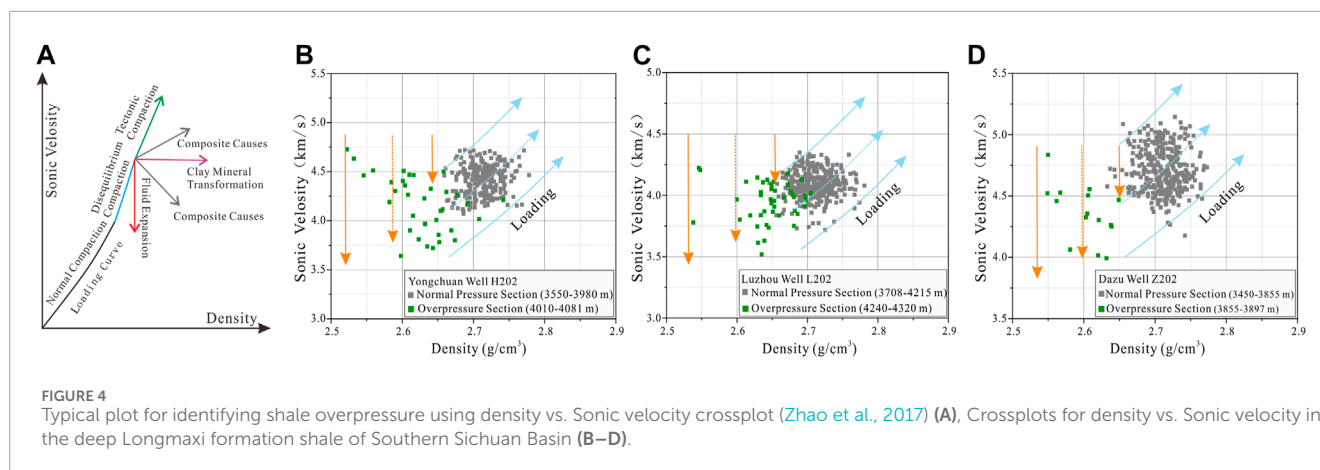 A
Sonic Velocity
Density
Normal Compaction
Loading Curve
Disequilibrium
Compaction
Tectonic
Compaction
Fluid Expansion
Composite Causes
Clay Mineral
Transformation
Composite Causes
B
Sonic Velocity (km/s)
5.5
5.0
4.5
4.0
3.5
3.0
Loading
Yongchuan Well H202
Normal Pressure Section (3550-3980 m)
Overpressure Section (4010-4081 m)
2.5 2.6 2.7 2.8 2.9
Density (g/cm³)
C
Sonic Velocity (km/s)
5.0
4.5
4.0
3.5
3.0
Loading
Luzhou Well L202
Normal Pressure Section (3708-4215 m)
Overpressure Section (4240-4320 m)
2.5 2.6 2.7 2.8 2.9
Density (g/cm³)
D
Sonic Velocity (km/s)
5.5
5.0
4.5
4.0
3.5
Loading
Dazu Well Z202
Normal Pressure Section (3450-3855 m)
Overpressure Section (3855-3897 m)
2.5 2.6 2.7 2.8 2.9
Density (g/cm³)
FIGURE 4
Typical plot for identifying shale overpressure using density vs. Sonic velocity crossplot (Zhao et al., 2017) (A), Crossplots for density vs. Sonic velocity in
the deep Longmaxi formation shale of Southern Sichuan Basin (B–D).